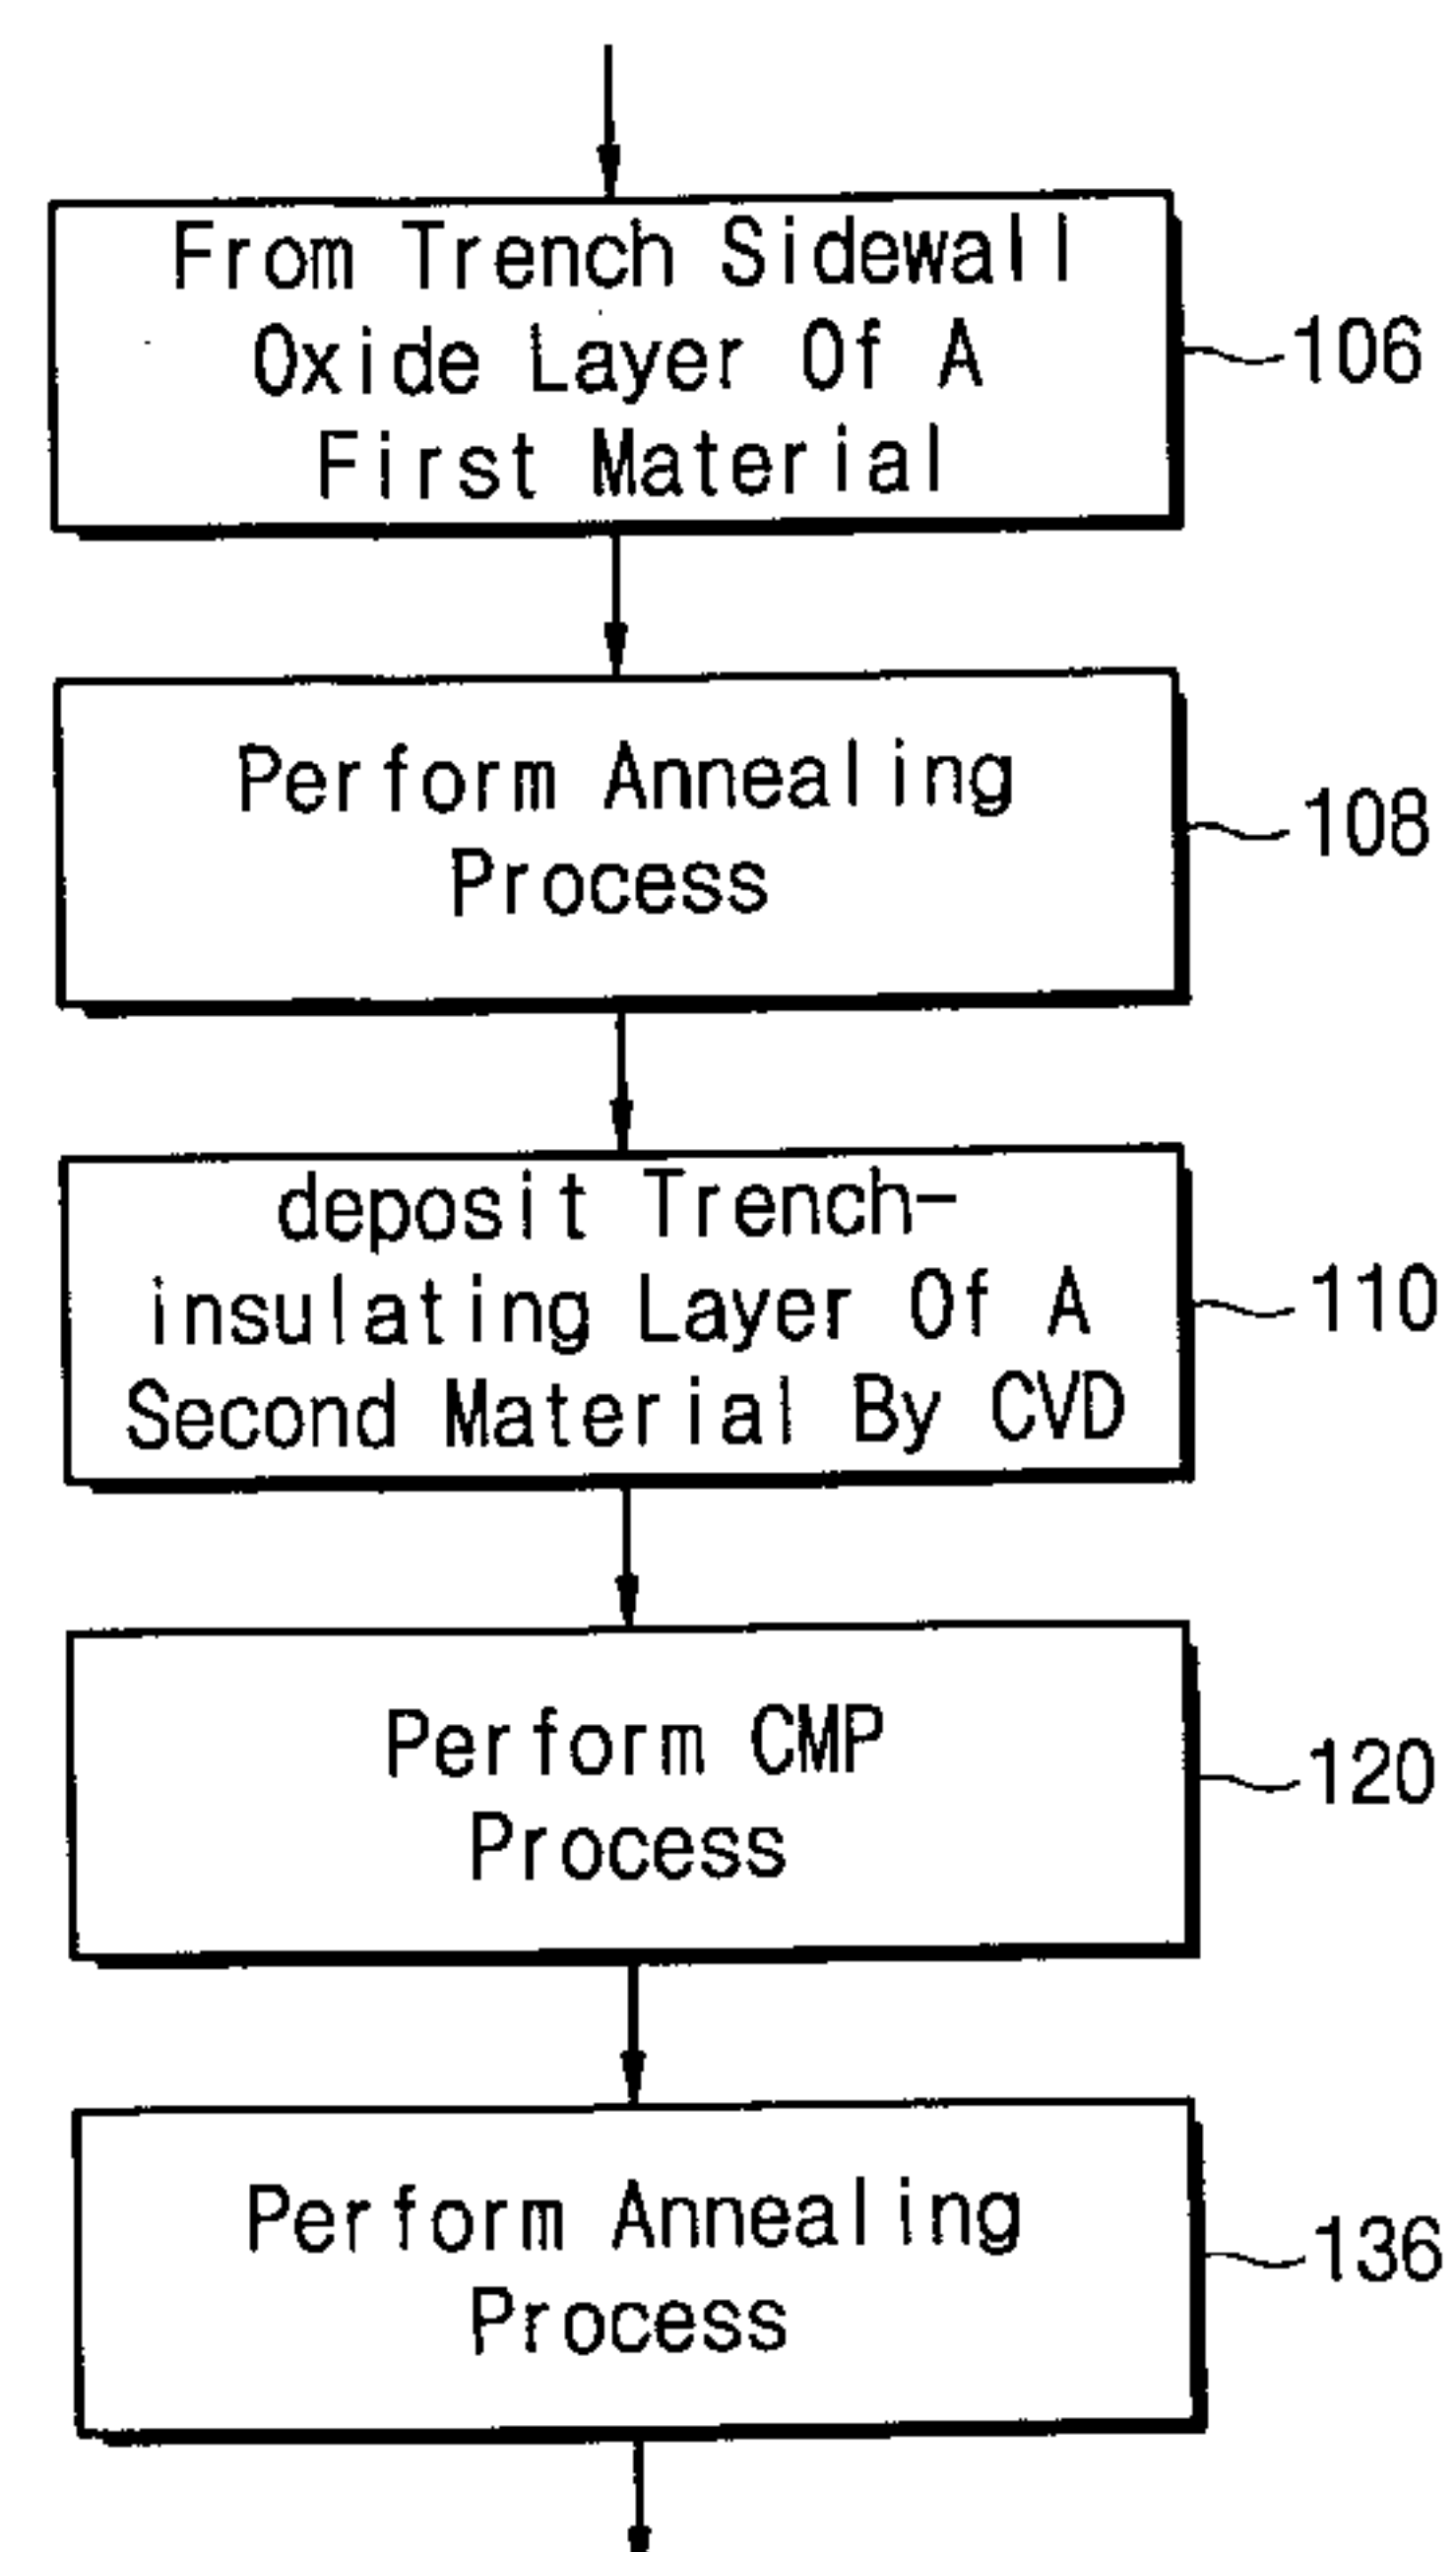 From Trench Sidewall
Oxide Layer Of A
First Material
106
Perform Annealing
Process
108
deposit Trench-
insulating Layer Of A
Second Material By CVD
110
Perform CMP
Process
120
Perform Annealing
Process
136